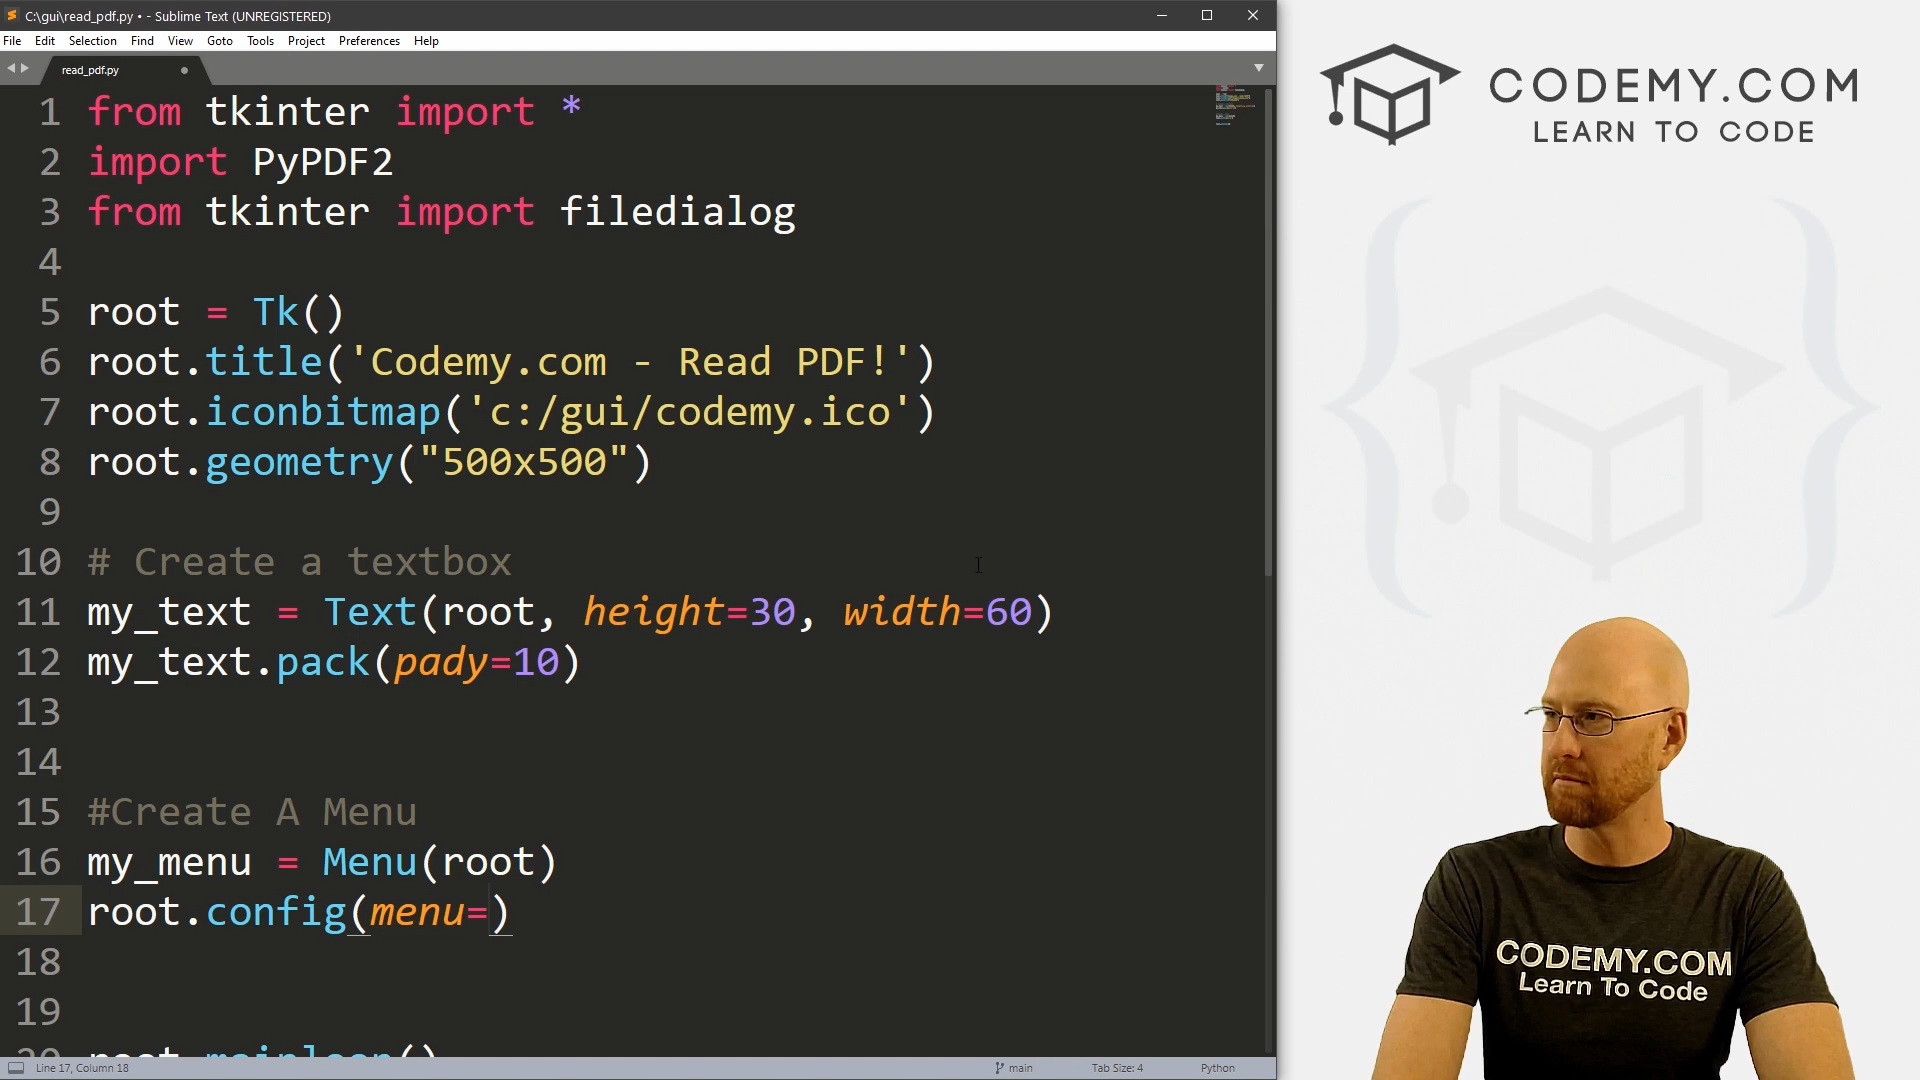 C:\gui\read_pdf.py • - Sublime Text (UNREGISTERED)
File Edit Selection Find View Goto Tools Project Preferences Help
read_pdf.py
1 from tkinter import *
2 import PyPDF2
3 from tkinter import filedialog
4
5 root = Tk()
6 root.title('Codemy.com - Read PDF!')
7 root.iconbitmap('c:/gui/codemy.ico')
8 root.geometry("500x500")
9
10 # Create a textbox
11 my_text = Text(root, height=30, width=60)
12 my_text.pack(pady=10)
13
14
15 #Create A Menu
16 my_menu = Menu(root)
17 root.config(menu=)
18
19
20 root.mainloop()
Line 17, Column 18 main Tab Size: 4 Python
CODEMY.COM
LEARN TO CODE
CODEMY.COM
Learn To Code